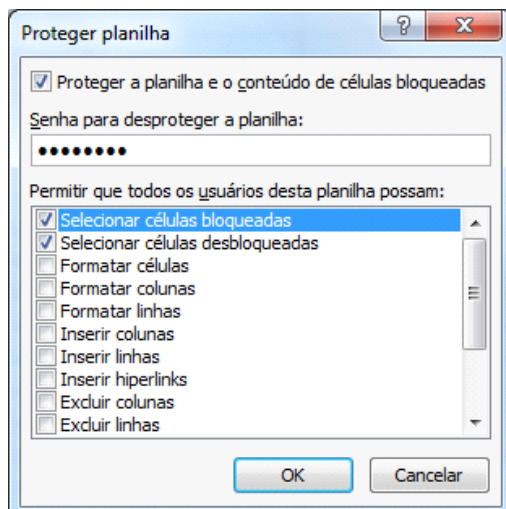 Proteger planilha
Proteger a planilha e o conteúdo de células bloqueadas
Senha para desproteger a planilha:
••••••••
Permitir que todos os usuários desta planilha possam:
Selecionar células bloqueadas
Selecionar células desbloqueadas
Formatar células
Formatar colunas
Formatar linhas
Inserir colunas
Inserir linhas
Inserir hiperlinks
Excluir colunas
Excluir linhas
OK Cancelar